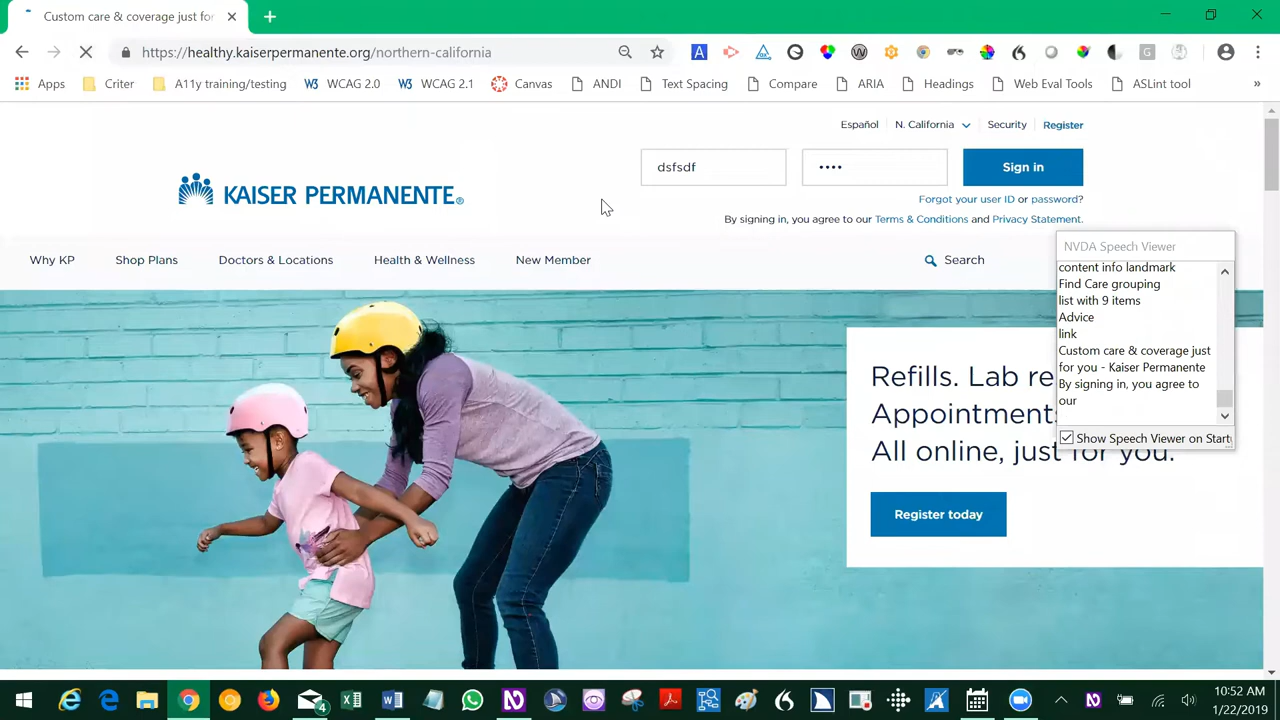 Custom care & coverage just for
https://healthy.kaiserpermanente.org/northern-california
Apps
Criter
A11y training/testing
WCAG 2.0
WCAG 2.1
Canvas
ANDI
Text Spacing
Compare
ARIA
Headings
Web Eval Tools
ASLint tool
»
Español
N. California
Security
Register
dsfsdf
••••
Sign in
KAISER PERMANENTE®
Forgot your user ID or password?
By signing in, you agree to our Terms & Conditions and Privacy Statement.
Why KP
Shop Plans
Doctors & Locations
Health & Wellness
New Member
Search
NVDA Speech Viewer
content info landmark
Find Care grouping
list with 9 items
Advice
link
Custom care & coverage just
for you - Kaiser Permanente
By signing in, you agree to
our
Show Speech Viewer on Start
Refills. Lab re
Appointments
All online, just for you.
Register today
4
10:52 AM
1/22/2019